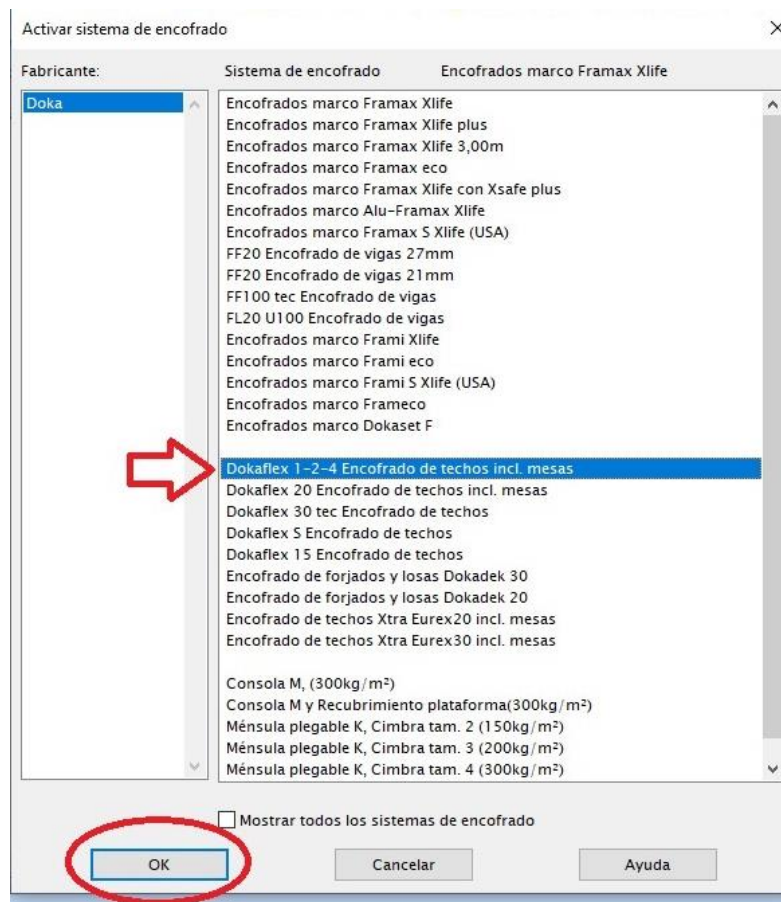 Activar sistema de encofrado
Fabricante: Sistema de encofrado Encofrados marco Framax Xlife
Doka
Encofrados marco Framax Xlife
Encofrados marco Framax Xlife plus
Encofrados marco Framax Xlife 3,00m
Encofrados marco Framax eco
Encofrados marco Framax Xlife con Xsafe plus
Encofrados marco Alu-Framax Xlife
Encofrados marco Framax S Xlife (USA)
FF20 Encofrado de vigas 27mm
FF20 Encofrado de vigas 21mm
FF100 tec Encofrado de vigas
FL20 U100 Encofrado de vigas
Encofrados marco Frami Xlife
Encofrados marco Frami eco
Encofrados marco Frami S Xlife (USA)
Encofrados marco Frameco
Encofrados marco Dokaset F
Dokaflex 1-2-4 Encofrado de techos incl. mesas
Dokaflex 20 Encofrado de techos incl. mesas
Dokaflex 30 tec Encofrado de techos
Dokaflex S Encofrado de techos
Dokaflex 15 Encofrado de techos
Encofrado de forjados y losas Dokadek 30
Encofrado de forjados y losas Dokadek 20
Encofrado de techos Xtra Eurex20 incl. mesas
Encofrado de techos Xtra Eurex30 incl. mesas
Consola M, (300kg/m²)
Consola M y Recubrimiento plataforma(300kg/m²)
Ménsula plegable K, Cimbra tam. 2 (150kg/m²)
Ménsula plegable K, Cimbra tam. 3 (200kg/m²)
Ménsula plegable K, Cimbra tam. 4 (300kg/m²)
Mostrar todos los sistemas de encofrado
OK Cancelar Ayuda